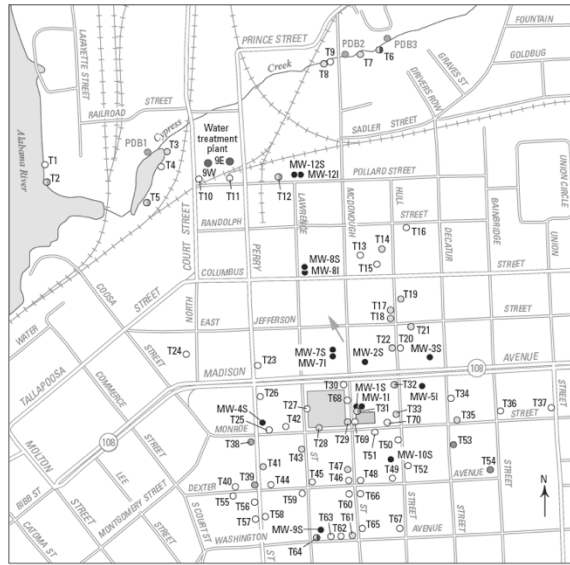 FOUNTAIN
PRINCE STREET
PDB2
PDB3
T9
T8
T7
T6
GRAVES ST
GOLDBUG
DRIVERS ROW
LAFAYETTE STREET
Creek
Cypress
RAILROAD STREET
SADLER STREET
Alabama River
PDB1
T3
T4
T1
T2
T5
Water
treatment
plant
9E
9W
MW-12S
MW-12I
T10
T11
T12
POLLARD STREET
UNION CIRCLE
RANDOLPH STREET
COURT STREET
PERRY
LAWRENCE
MCDONOUGH
HULL
DECATUR
BAINBRIDGE
UNION
T16
T14
T13
T15
MW-8S
MW-8I
COLUMBUS STREET
NORTH
COOSA STREET
T19
T17
T18
EAST JEFFERSON STREET
T21
WATER
TALLAPOOSA STREET
T24
T23
MW-7S
MW-7I
MW-2S
T22
T20
MW-3S
MADISON AVENUE
108
COMMERCE STREET
T30
MW-1S
MW-1I
T32
MW-5I
T26
T27
T68
T31
T33
T34
T36
T37
MW-4S
T25
T42
T28
T29
T69
T70
T35
STREET
MONROE
108
MOLTON STREET
T38
T43
ST
T51
T50
T53
BIBB ST
LEE
T41
T47
T46
MW-10S
T52
T54
T39
T44
T45
T48
T49
AVENUE
DEXTER
T40
T55
T56
T59
T60
T66
MONTGOMERY STREET
CATOMA ST
S COURT ST
T57
T58
T63
T62
T61
T65
T67
MW-9S
T64
WASHINGTON AVENUE
STREET
STREET
ST
ST
STREET
STREET
N